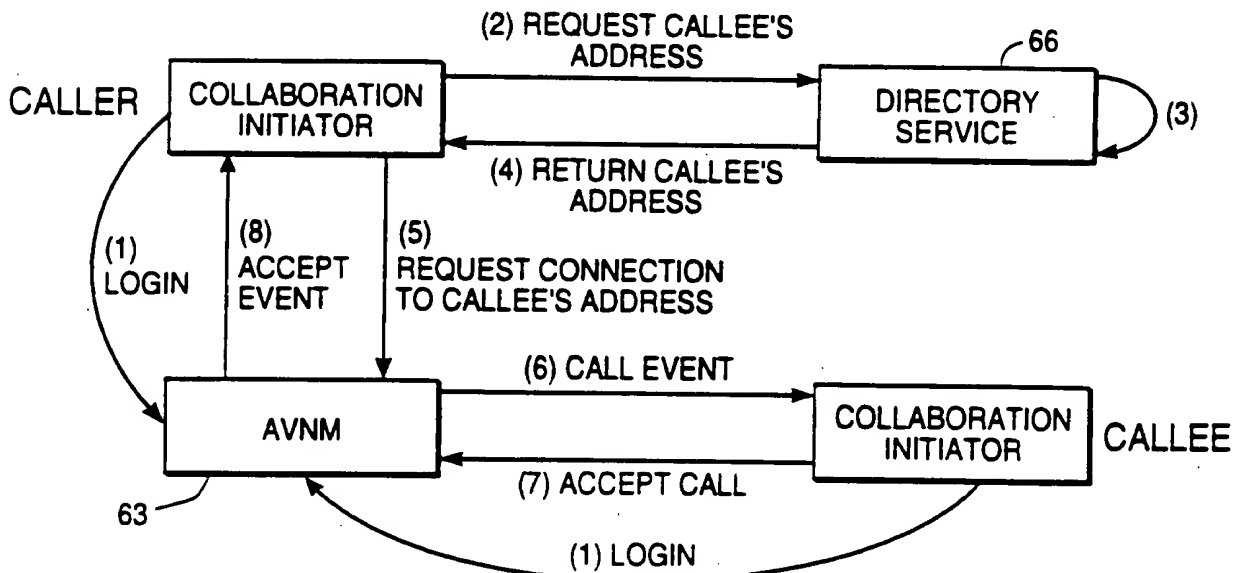 (2) REQUEST CALLEE'S
ADDRESS
66
CALLER
COLLABORATION
INITIATOR
DIRECTORY
SERVICE
(3)
(4) RETURN CALLEE'S
ADDRESS
(1)
LOGIN
(8)
ACCEPT
EVENT
(5)
REQUEST CONNECTION
TO CALLEE'S ADDRESS
(6) CALL EVENT
AVNM
COLLABORATION
INITIATOR
CALLEE
(7) ACCEPT CALL
63
(1) LOGIN